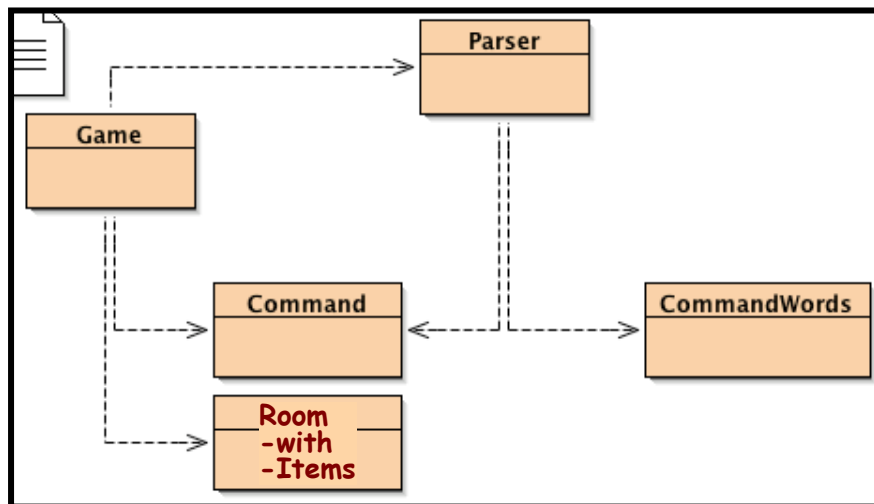 Parser
Game
Command
CommandWords
Room
-with
-Items